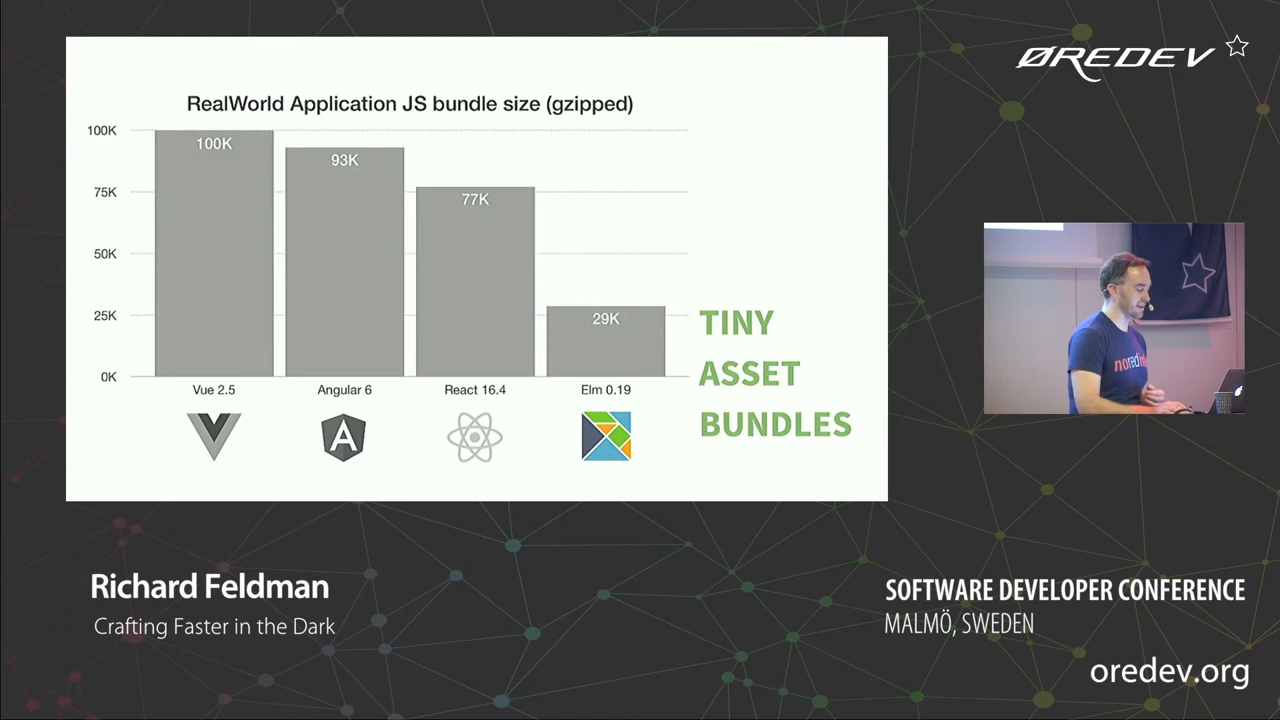 ØREDEV
RealWorld Application JS bundle size (gzipped)
100K
75K
50K
25K
0K
100K
93K
77K
29K
Vue 2.5
Angular 6
React 16.4
Elm 0.19
TINY
ASSET
BUNDLES
Richard Feldman
Crafting Faster in the Dark
SOFTWARE DEVELOPER CONFERENCE
MALMÖ, SWEDEN
oredev.org